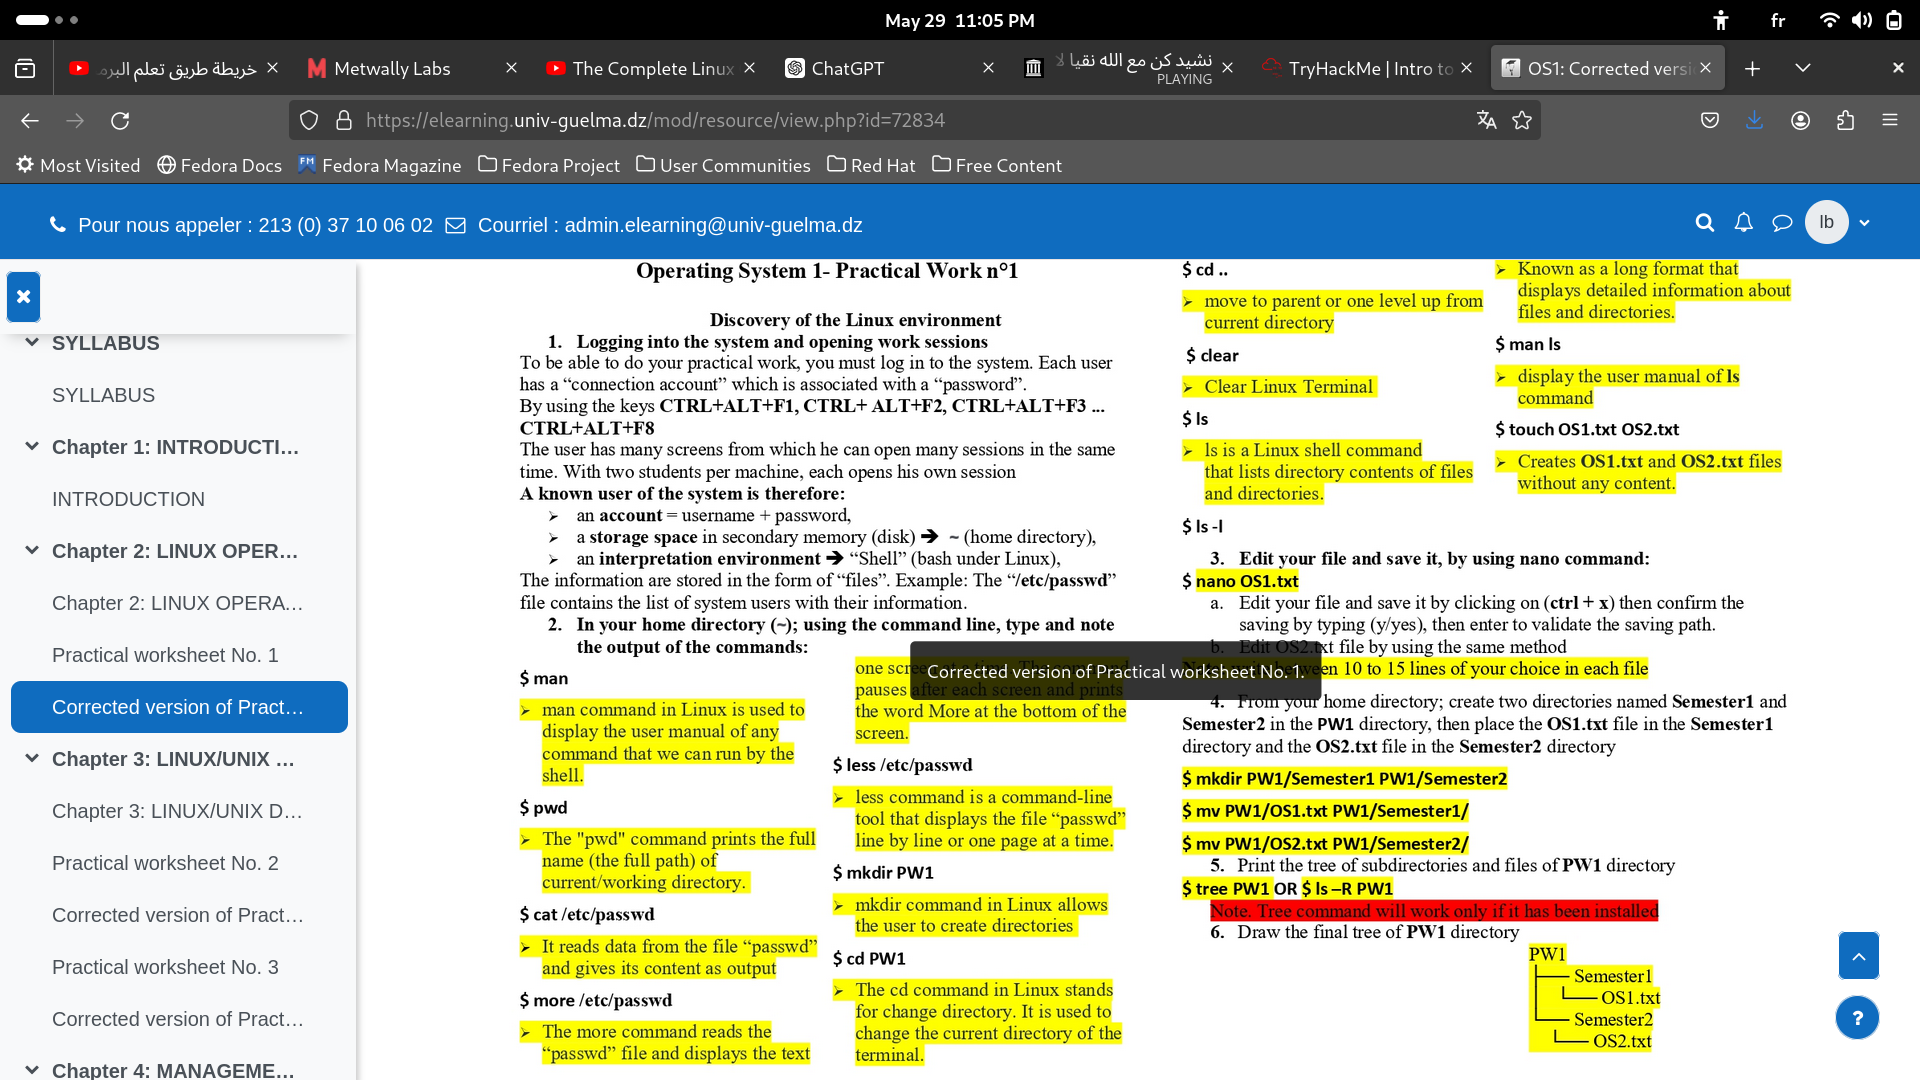 May 29 11:05 PM
fr
خريطة طريق تعلم البرمـ
Metwally Labs
The Complete Linux
ChatGPT
نشيد كن مع الله نقيا لا
PLAYING
TryHackMe | Intro to
OS1: Corrected versi
https://elearning.univ-guelma.dz/mod/resource/view.php?id=72834
Most Visited
Fedora Docs
Fedora Magazine
Fedora Project
User Communities
Red Hat
Free Content
Pour nous appeler : 213 (0) 37 10 06 02
Courriel : admin.elearning@univ-guelma.dz
lb
SYLLABUS
SYLLABUS
Chapter 1: INTRODUCTI...
INTRODUCTION
Chapter 2: LINUX OPER...
Chapter 2: LINUX OPERA...
Practical worksheet No. 1
Corrected version of Pract...
Chapter 3: LINUX/UNIX ...
Chapter 3: LINUX/UNIX D...
Practical worksheet No. 2
Corrected version of Pract...
Practical worksheet No. 3
Corrected version of Pract...
Chapter 4: MANAGEME...
Operating System 1- Practical Work n°1
Discovery of the Linux environment
1. Logging into the system and opening work sessions
To be able to do your practical work, you must log in to the system. Each user
has a “connection account” which is associated with a “password”.
By using the keys CTRL+ALT+F1, CTRL+ ALT+F2, CTRL+ALT+F3 ...
CTRL+ALT+F8
The user has many screens from which he can open many sessions in the same
time. With two students per machine, each opens his own session
A known user of the system is therefore:
➢ an account = username + password,
➢ a storage space in secondary memory (disk) ➔ ~ (home directory),
➢ an interpretation environment ➔ “Shell” (bash under Linux),
The information are stored in the form of “files”. Example: The “/etc/passwd”
file contains the list of system users with their information.
2. In your home directory (~); using the command line, type and note
the output of the commands:
$ man
➢ man command in Linux is used to
display the user manual of any
command that we can run by the
shell.
$ pwd
➢ The "pwd" command prints the full
name (the full path) of
current/working directory.
$ cat /etc/passwd
➢ It reads data from the file “passwd”
and gives its content as output
$ more /etc/passwd
➢ The more command reads the
“passwd” file and displays the text
one screen at a time. The command
pauses after each screen and prints
the word More at the bottom of the
screen.
$ less /etc/passwd
➢ less command is a command-line
tool that displays the file “passwd”
line by line or one page at a time.
$ mkdir PW1
➢ mkdir command in Linux allows
the user to create directories
$ cd PW1
➢ The cd command in Linux stands
for change directory. It is used to
change the current directory of the
terminal.
Corrected version of Practical worksheet No. 1.
$ cd ..
➢ move to parent or one level up from
current directory
$ clear
➢ Clear Linux Terminal
$ ls
➢ ls is a Linux shell command
that lists directory contents of files
and directories.
$ ls -l
➢ Known as a long format that
displays detailed information about
files and directories.
$ man ls
➢ display the user manual of ls
command
$ touch OS1.txt OS2.txt
➢ Creates OS1.txt and OS2.txt files
without any content.
3. Edit your file and save it, by using nano command:
$ nano OS1.txt
a. Edit your file and save it by clicking on (ctrl + x) then confirm the
saving by typing (y/yes), then enter to validate the saving path.
b. Edit OS2.txt file by using the same method
Note. write between 10 to 15 lines of your choice in each file
4. From your home directory; create two directories named Semester1 and
Semester2 in the PW1 directory, then place the OS1.txt file in the Semester1
directory and the OS2.txt file in the Semester2 directory
$ mkdir PW1/Semester1 PW1/Semester2
$ mv PW1/OS1.txt PW1/Semester1/
$ mv PW1/OS2.txt PW1/Semester2/
5. Print the tree of subdirectories and files of PW1 directory
$ tree PW1 OR $ ls –R PW1
Note. Tree command will work only if it has been installed
6. Draw the final tree of PW1 directory
PW1
├── Semester1
│ └── OS1.txt
└── Semester2
└── OS2.txt
?